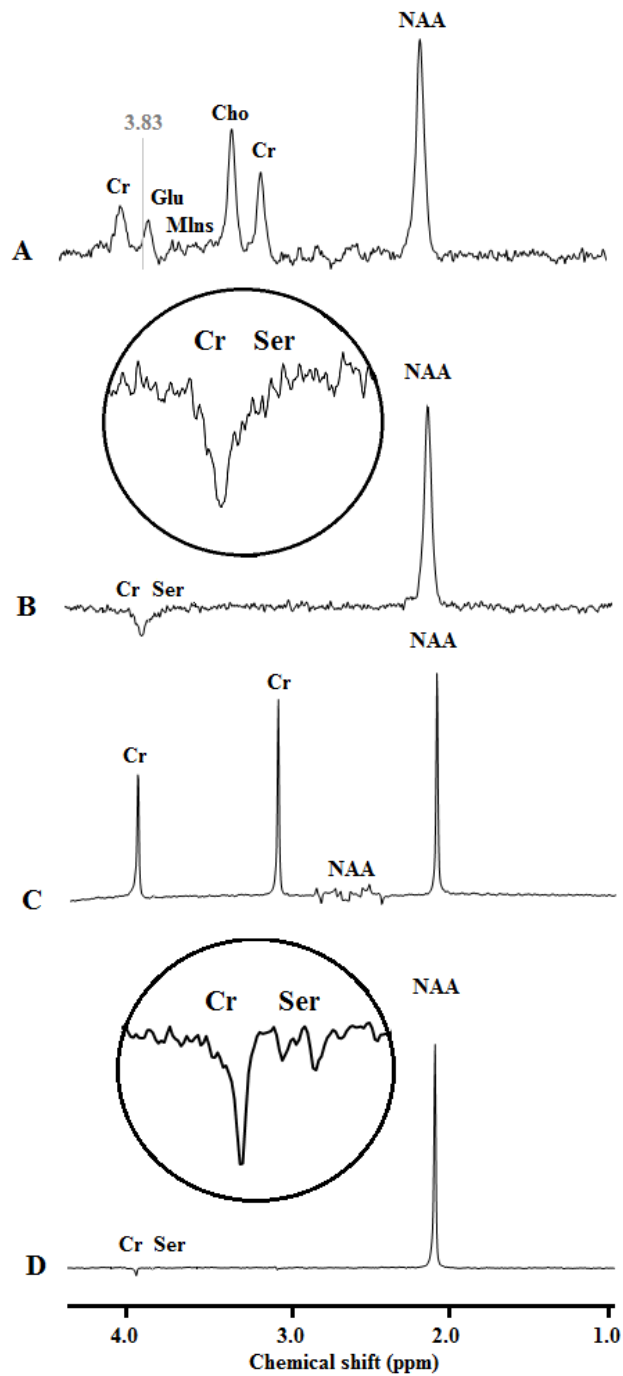 NAA
Cho
3.83
Cr
Cr
Glu
MIns
A
Cr Ser
NAA
Cr Ser
B
NAA
Cr
Cr
NAA
C
Cr Ser
NAA
Cr Ser
D
4.0 3.0 2.0 1.0
Chemical shift (ppm)